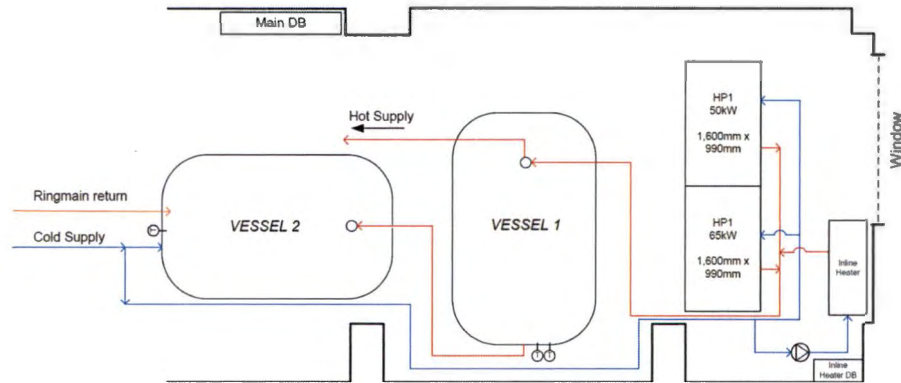 Main DB
Hot Supply
HP1
50kW
1,600mm x
990mm
Window
Ringmain return
Cold Supply
VESSEL 2
VESSEL 1
HP1
65kW
1,600mm x
990mm
Inline
Heater
Inline
Heater DB